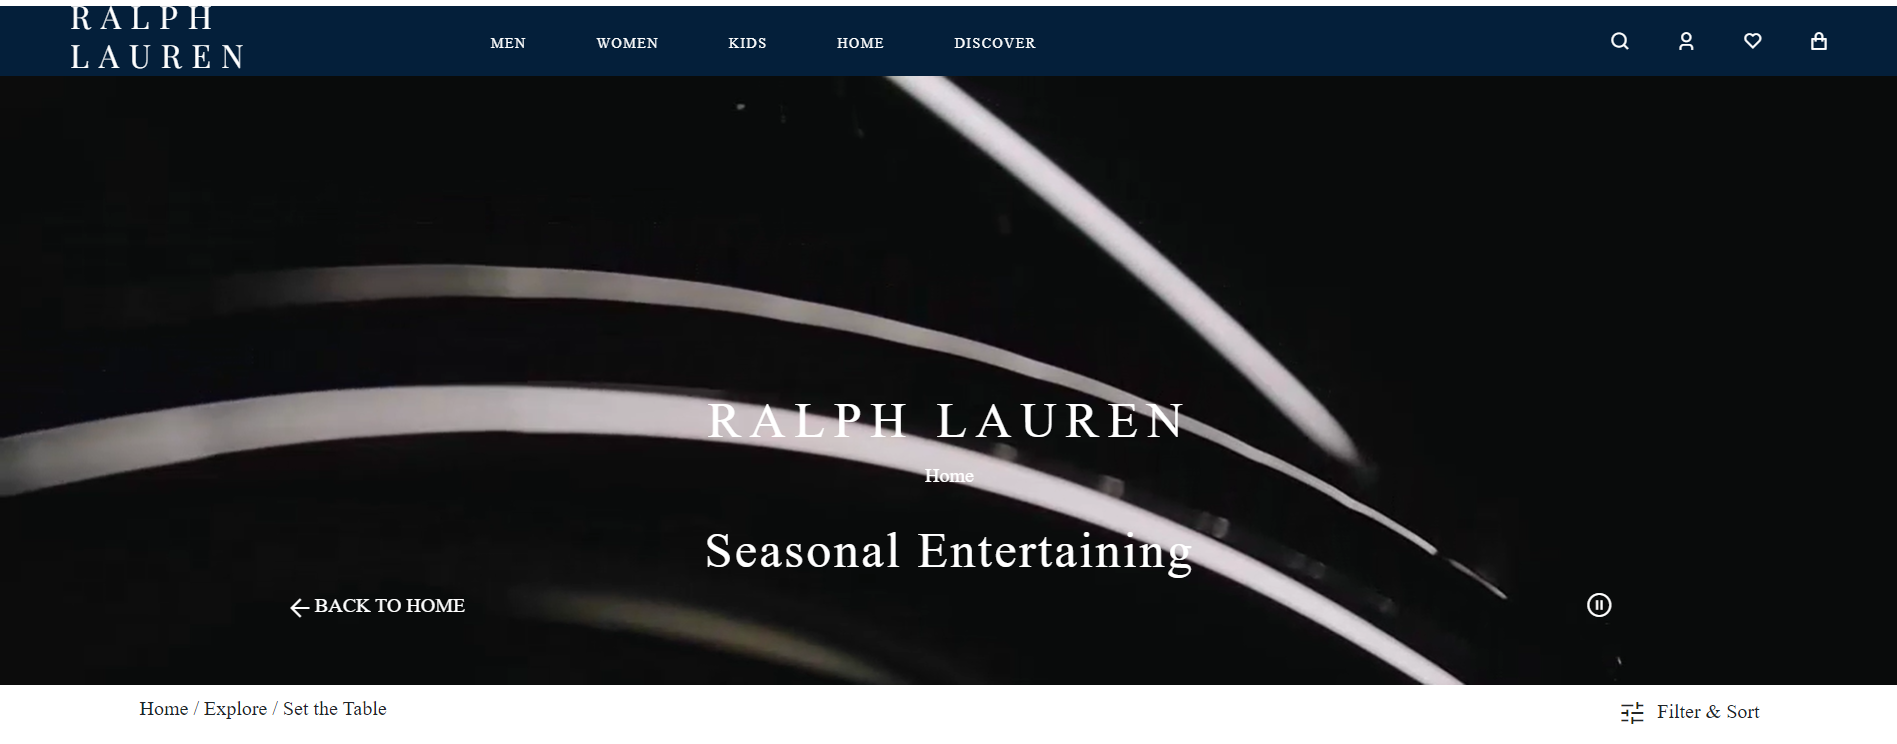 RALPH
LAUREN
MEN WOMEN KIDS HOME DISCOVER
RALPH LAUREN
Home
Seasonal Entertaining
BACK TO HOME
Home / Explore / Set the Table
Filter & Sort